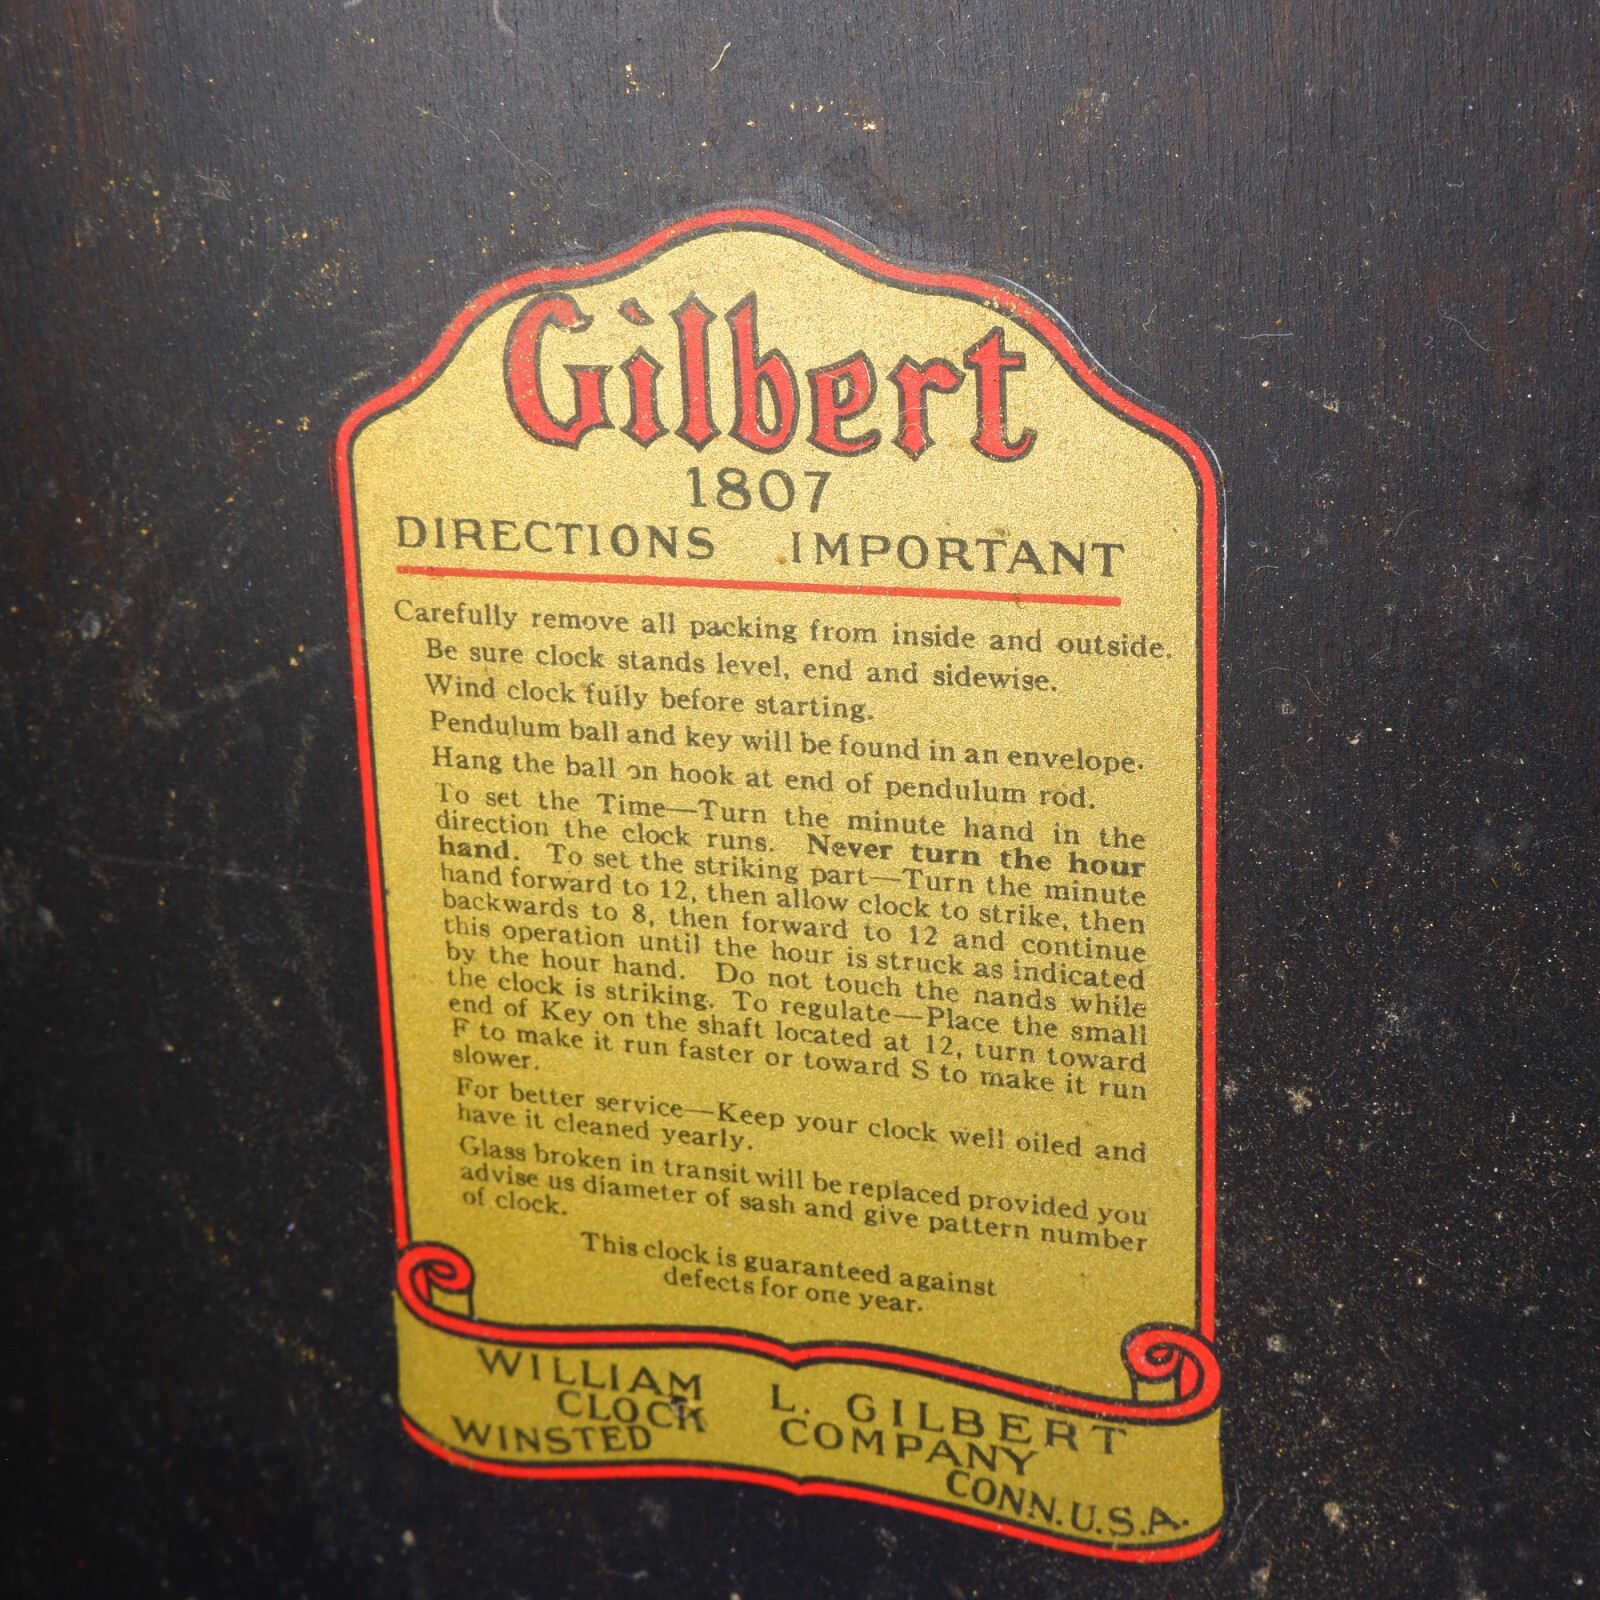 Gilbert
1807
DIRECTIONS IMPORTANT
Carefully remove all packing from inside and outside.
Be sure clock stands level, end and sidewise.
Wind clock fully before starting.
Pendulum ball and key will be found in an envelope.
Hang the ball on hook at end of pendulum rod.
To set the Time—Turn the minute hand in the
direction the clock runs. Never turn the hour
hand. To set the striking part—Turn the minute
hand forward to 12, then allow clock to strike, then
backwards to 8, then forward to 12 and continue
this operation until the hour is struck as indicated
by the hour hand. Do not touch the hands while
the clock is striking. To regulate—Place the small
end of Key on the shaft located at 12, turn toward
F to make it run faster or toward S to make it run
slower.
For better service—Keep your clock well oiled and
have it cleaned yearly.
Glass broken in transit will be replaced provided you
advise us diameter of sash and give pattern number
of clock.
This clock is guaranteed against
defects for one year.
WILLIAM L. GILBERT
CLOCK COMPANY
WINSTED CONN. U.S.A.